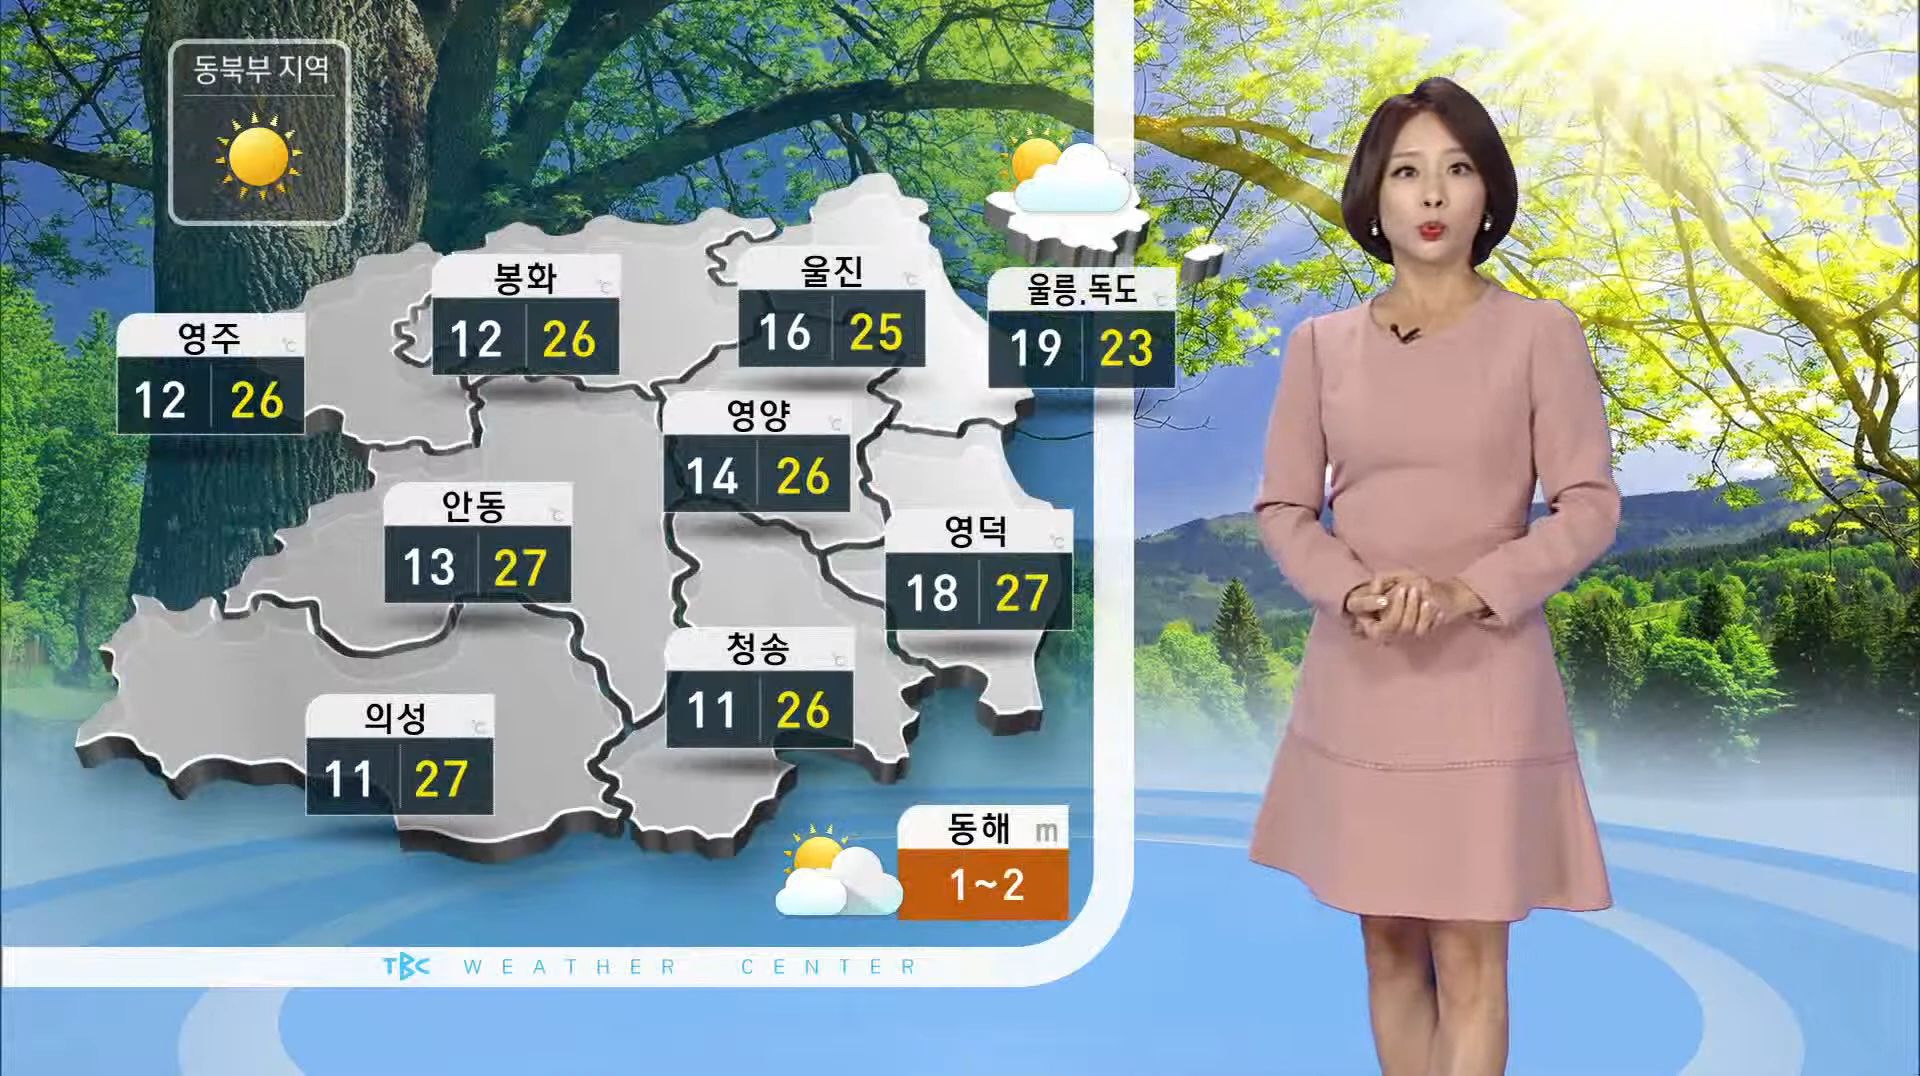 동북부 지역
봉화 ℃
12 26
울진 ℃
16 25
울릉.독도 ℃
19 23
영주 ℃
12 26
영양 ℃
14 26
안동 ℃
13 27
영덕 ℃
18 27
청송 ℃
11 26
의성 ℃
11 27
동해 m
1~2
TBC WEATHER CENTER